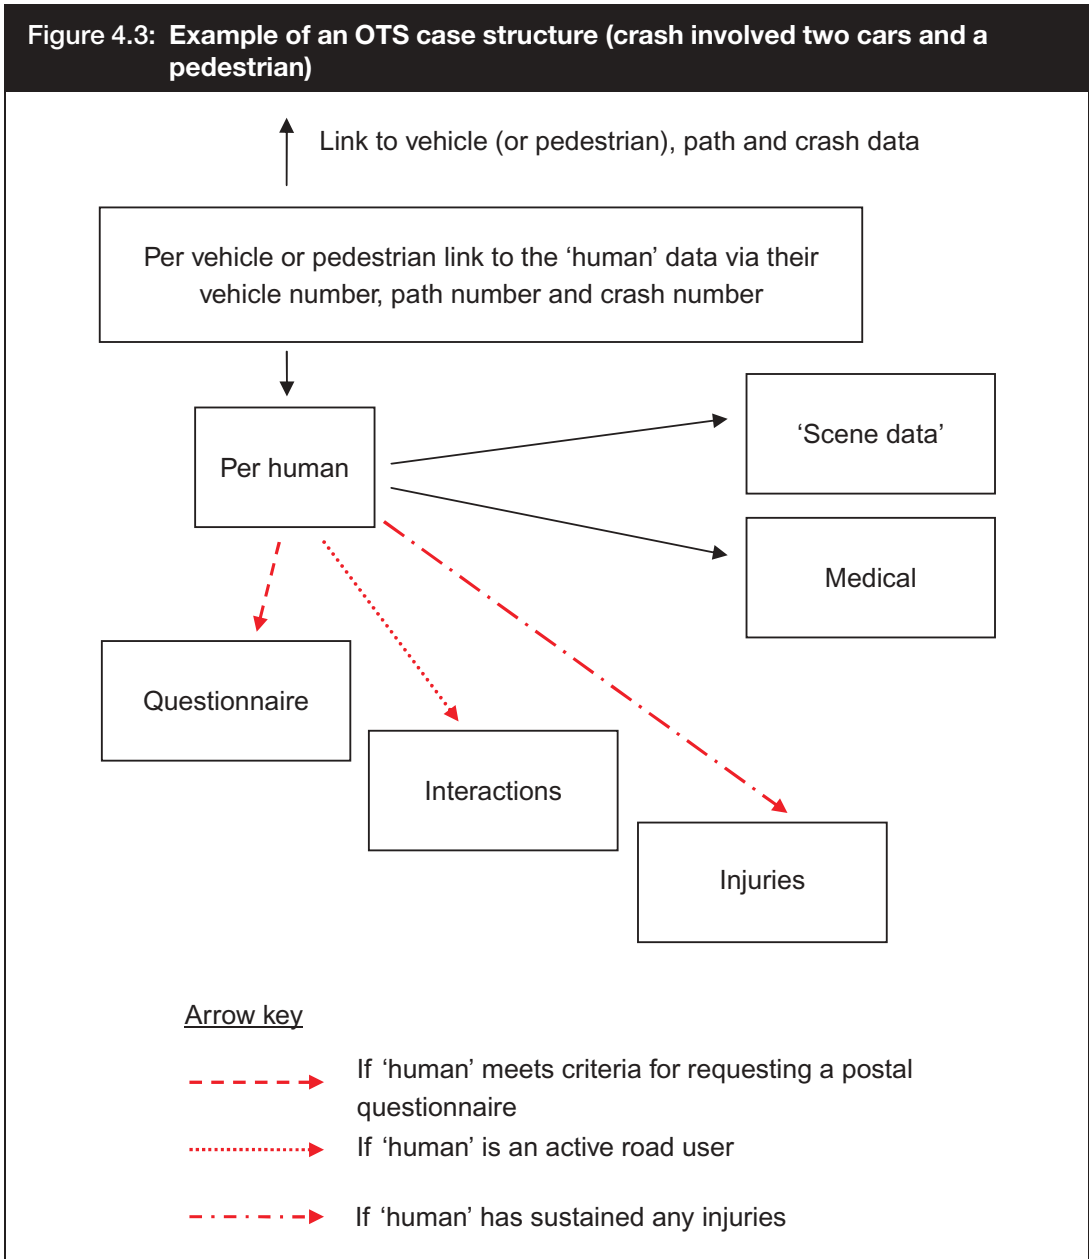 Figure 4.3: Example of an OTS case structure (crash involved two cars and a
pedestrian)
Link to vehicle (or pedestrian), path and crash data
Per vehicle or pedestrian link to the ‘human’ data via their
vehicle number, path number and crash number
Per human
‘Scene data’
Medical
Questionnaire
Interactions
Injuries
Arrow key
If ‘human’ meets criteria for requesting a postal
questionnaire
If ‘human’ is an active road user
If ‘human’ has sustained any injuries